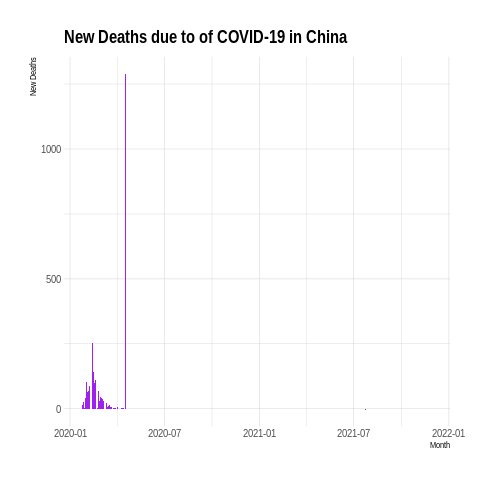 New Deaths due to of COVID-19 in China
New Deaths
1000
500
0
2020-01 2020-07 2021-01 2021-07 2022-01
Month